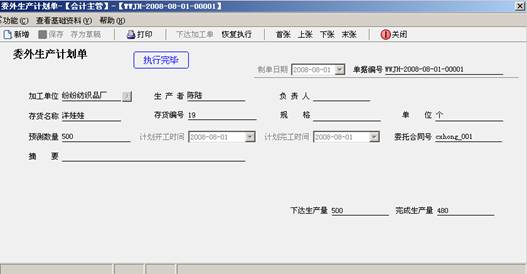 委外生产计划单-【会计主管】-【WWJH-2008-08-01-00001】
功能(C) 查看基础资料(Y) 帮助(H)
新增 保存 存为草稿 打印 下达加工单 恢复执行 首张 上张 下张 末张 关闭
委外生产计划单 执行完毕
制单日期 2008-08-01 单据编号 WWJH-2008-08-01-00001
加工单位 纷纷纺织品厂 生产者 陈陆 负责人
存货名称 洋娃娃 存货编号 19 规格 单位 个
预测数量 500 计划开工时间 2008-08-01 计划完工时间 2008-08-01 委托合同号 cxhong_001
摘要
下达生产量 500 完成生产量 480